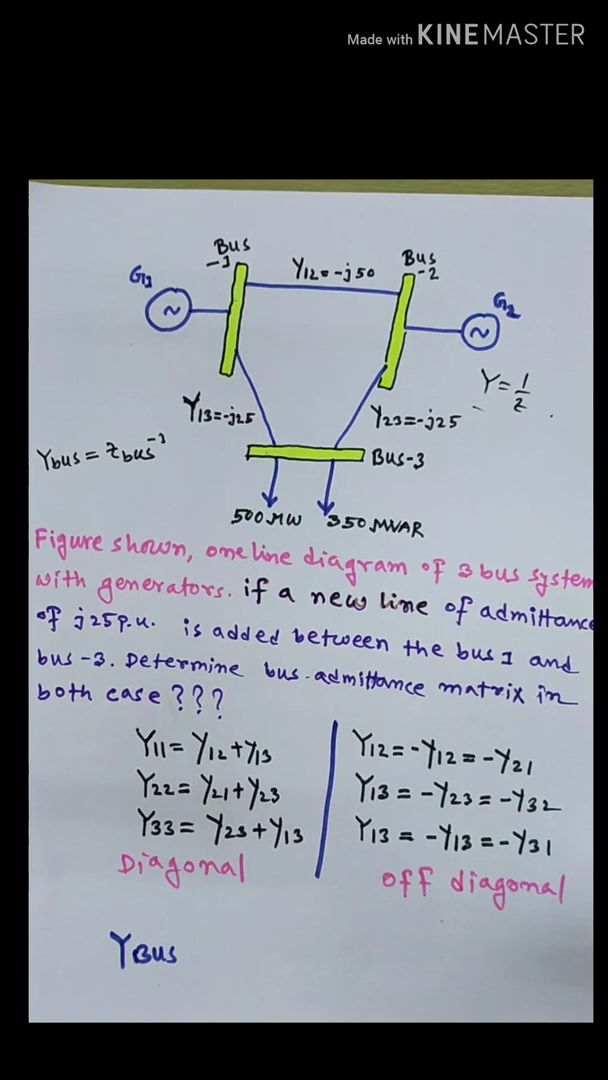 Made with KINEMASTER
Bus
-1
Y12=-j50
Bus
-2
G1
~
G2
~
Y=1/2
Y13=-j25
Y23=-j25
Ybus = Zbus⁻¹
Bus-3
500MW
350MVAR
Figure shown, one line diagram of 3 bus system
with generators. if a new line of admittance
of j25p.u. is added between the bus 1 and
bus-3. Determine bus-admittance matrix in
both case ???
Y11 = Y12+Y13
Y12=-Y12=-Y21
Y22= Y21+Y23
Y13 = -Y23 = -Y32
Y33 = Y23+Y13
Y13 = -Y13 = -Y31
Diagonal
off diagonal
YBUS